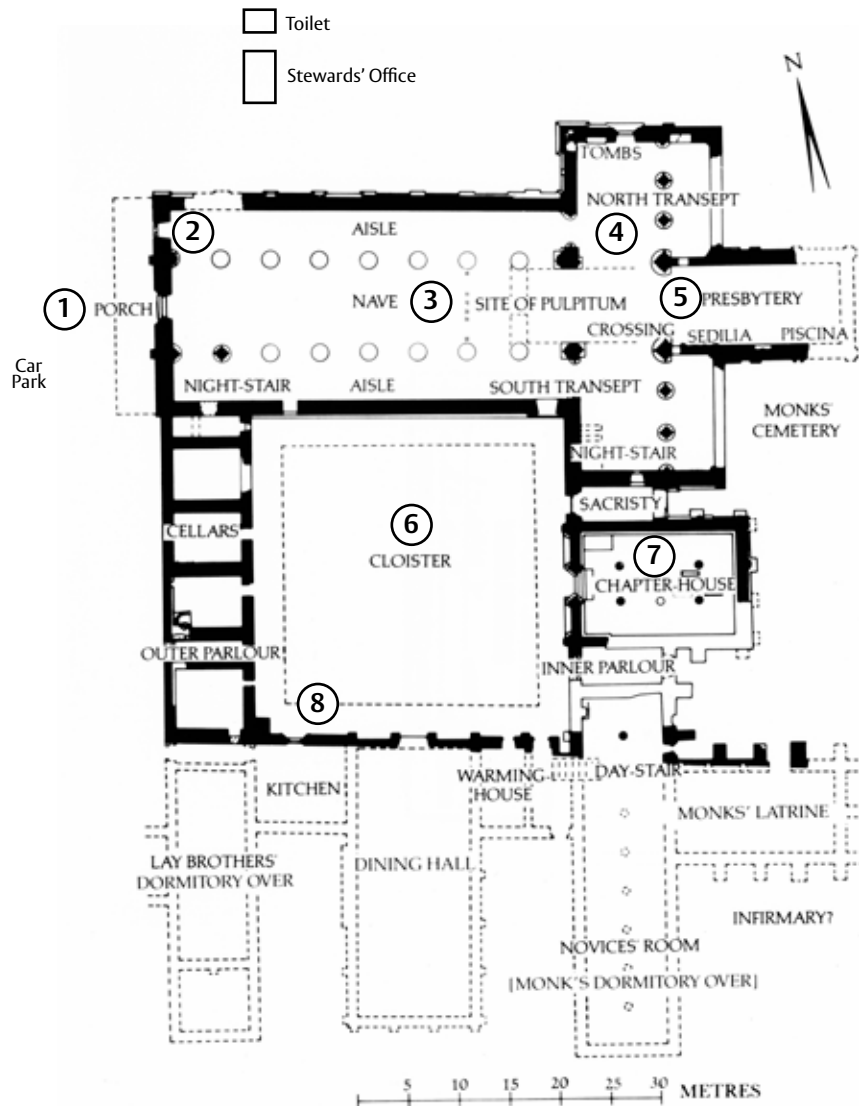 Toilet
Stewards' Office
N
TOMBS
NORTH TRANSEPT
2
AISLE
4
1
PORCH
NAVE
3
SITE OF PULPITUM
5
PRESBYTERY
CROSSING
SEDILIA
PISCINA
Car
Park
NIGHT-STAIR
AISLE
SOUTH TRANSEPT
MONKS'
CEMETERY
NIGHT-STAIR
SACRISTY
CELLARS
6
CLOISTER
7
CHAPTER-HOUSE
OUTER PARLOUR
INNER PARLOUR
8
KITCHEN
WARMING-
HOUSE
DAY-STAIR
MONKS' LATRINE
LAY BROTHERS'
DORMITORY OVER
DINING HALL
INFIRMARY?
NOVICES' ROOM
[MONK'S DORMITORY OVER]
5 10 15 20 25 30 METRES